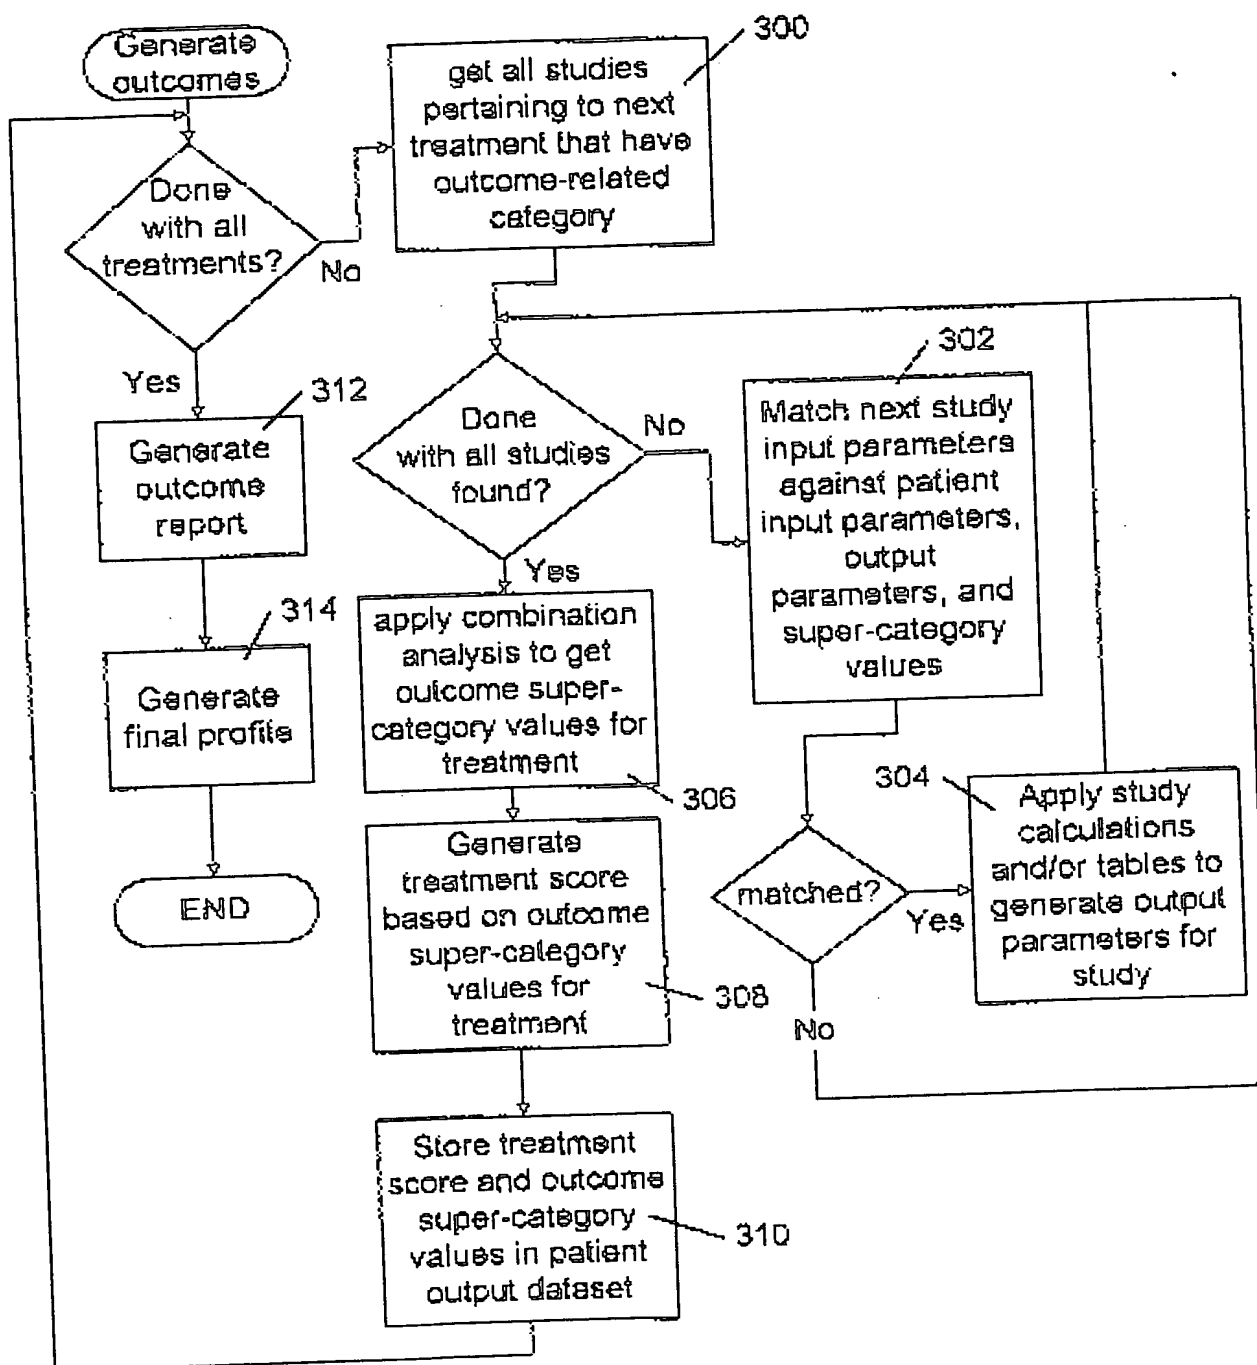 Generate
outcomes
300
get all studies
pertaining to next
treatment that have
outcome-related
category
Done
with all
treatments?
No
Yes
312
Generate
outcome
report
314
Generate
final profits
END
Done
with all studies
found?
No
Yes
302
Match next study
input parameters
against patient
input parameters,
output
parameters, and
super-category
values
matched?
Yes
No
304
Apply study
calculations
and/or tables to
generate output
parameters for
study
apply combination
analysis to get
outcome super-
category values for
treatment
306
Generate
treatment score
based on outcome
super-category
values for
treatment
308
Store treatment
score and outcome
super-category
values in patient
output dataset
310